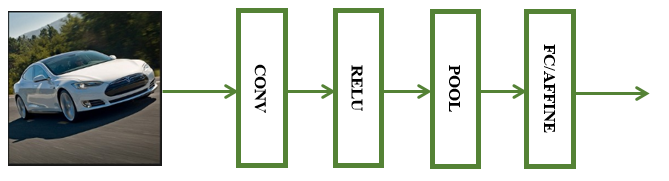 CONV
RELU
POOL
FC/AFFINE